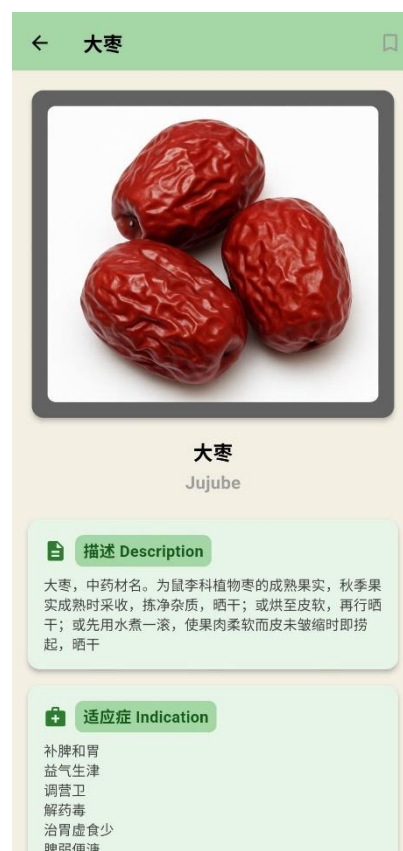 大枣
大枣
Jujube
描述 Description
大枣，中药材名。为鼠李科植物枣的成熟果实，秋季果
实成熟时采收，拣净杂质，晒干；或烘至皮软，再行晒
干；或先用水煮一滚，使果肉柔软而皮未皱缩时即捞
起，晒干
适应症 Indication
补脾和胃
益气生津
调营卫
解药毒
治胃虚食少
脾弱便溏